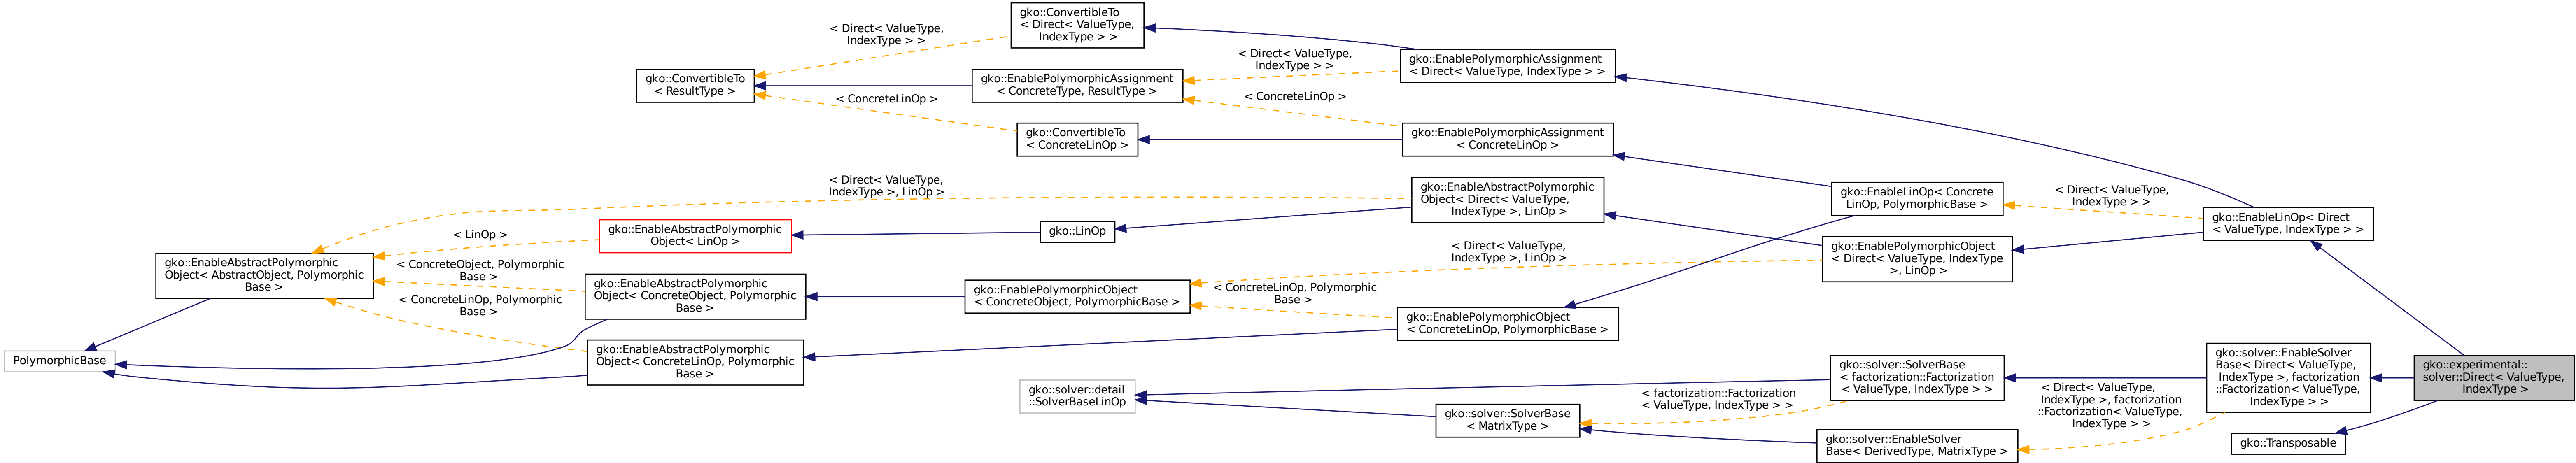 gko::ConvertibleTo
< Direct< ValueType,
IndexType > >
< Direct< ValueType,
IndexType > >
gko::ConvertibleTo
< ResultType >
gko::EnablePolymorphicAssignment
< ConcreteType, ResultType >
< Direct< ValueType,
IndexType > >
gko::EnablePolymorphicAssignment
< Direct< ValueType, IndexType > >
< ConcreteLinOp >
< ConcreteLinOp >
gko::ConvertibleTo
< ConcreteLinOp >
gko::EnablePolymorphicAssignment
< ConcreteLinOp >
< Direct< ValueType,
IndexType >, LinOp >
gko::EnableAbstractPolymorphic
Object< Direct< ValueType,
IndexType >, LinOp >
gko::EnableLinOp< Concrete
LinOp, PolymorphicBase >
< Direct< ValueType,
IndexType > >
gko::EnableLinOp< Direct
< ValueType, IndexType > >
gko::EnableAbstractPolymorphic
Object< LinOp >
gko::LinOp
< LinOp >
gko::EnablePolymorphicObject
< Direct< ValueType, IndexType
>, LinOp >
< Direct< ValueType,
IndexType >, LinOp >
gko::EnableAbstractPolymorphic
Object< AbstractObject, Polymorphic
Base >
< ConcreteObject, Polymorphic
Base >
gko::EnableAbstractPolymorphic
Object< ConcreteObject, Polymorphic
Base >
gko::EnablePolymorphicObject
< ConcreteObject, PolymorphicBase >
< ConcreteLinOp, Polymorphic
Base >
< ConcreteLinOp, Polymorphic
Base >
gko::EnablePolymorphicObject
< ConcreteLinOp, PolymorphicBase >
PolymorphicBase
gko::EnableAbstractPolymorphic
Object< ConcreteLinOp, Polymorphic
Base >
gko::solver::detail
::SolverBaseLinOp
gko::solver::SolverBase
< factorization::Factorization
< ValueType, IndexType > >
gko::solver::EnableSolver
Base< Direct< ValueType,
IndexType >, factorization
::Factorization< ValueType,
IndexType > >
gko::experimental::
solver::Direct< ValueType,
IndexType >
< factorization::Factorization
< ValueType, IndexType > >
gko::solver::SolverBase
< MatrixType >
< Direct< ValueType,
IndexType >, factorization
::Factorization< ValueType,
IndexType > >
gko::solver::EnableSolver
Base< DerivedType, MatrixType >
gko::Transposable